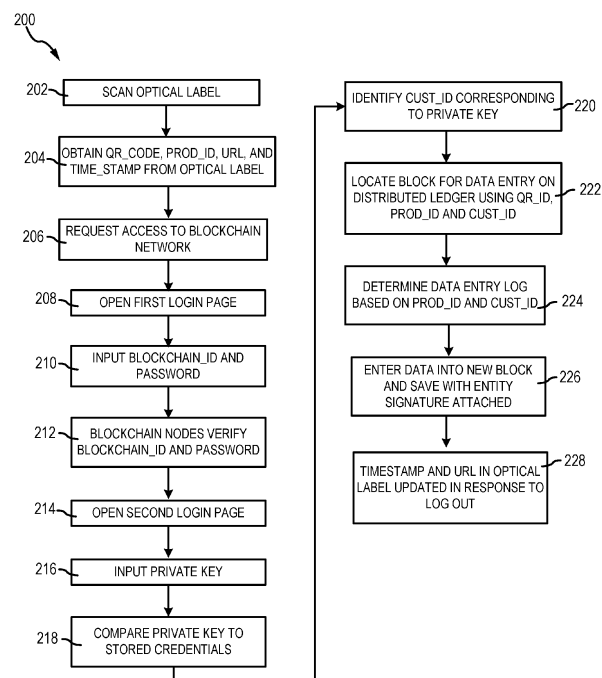 200
202
SCAN OPTICAL LABEL
204
OBTAIN QR_CODE, PROD_ID, URL, AND
TIME_STAMP FROM OPTICAL LABEL
206
REQUEST ACCESS TO BLOCKCHAIN
NETWORK
208
OPEN FIRST LOGIN PAGE
210
INPUT BLOCKCHAIN_ID AND
PASSWORD
212
BLOCKCHAIN NODES VERIFY
BLOCKCHAIN_ID AND PASSWORD
214
OPEN SECOND LOGIN PAGE
216
INPUT PRIVATE KEY
218
COMPARE PRIVATE KEY TO
STORED CREDENTIALS
IDENTIFY CUST_ID CORRESPONDING
TO PRIVATE KEY
220
LOCATE BLOCK FOR DATA ENTRY ON
DISTRIBUTED LEDGER USING QR_ID,
PROD_ID AND CUST_ID
222
DETERMINE DATA ENTRY LOG
BASED ON PROD_ID AND CUST_ID
224
ENTER DATA INTO NEW BLOCK
AND SAVE WITH ENTITY
SIGNATURE ATTACHED
226
TIMESTAMP AND URL IN OPTICAL
LABEL UPDATED IN RESPONSE TO
LOG OUT
228